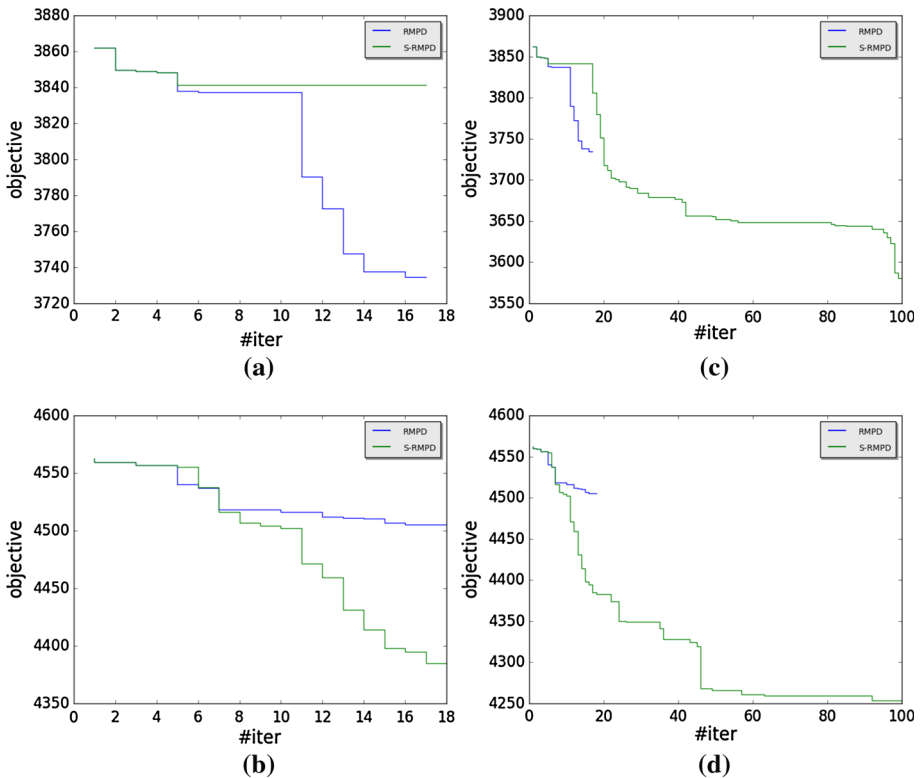 3880
3860
3840
3820
3800
3780
3760
3740
3720
objective
RMPD
S-RMPD
0 2 4 6 8 10 12 14 16 18
#iter
(a)
3900
3850
3800
3750
3700
3650
3600
3550
objective
RMPD
S-RMPD
0 20 40 60 80 100
#iter
(c)
4600
4550
4500
4450
4400
4350
objective
RMPD
S-RMPD
0 2 4 6 8 10 12 14 16 18
#iter
(b)
4600
4550
4500
4450
4400
4350
4300
4250
objective
RMPD
S-RMPD
0 20 40 60 80 100
#iter
(d)